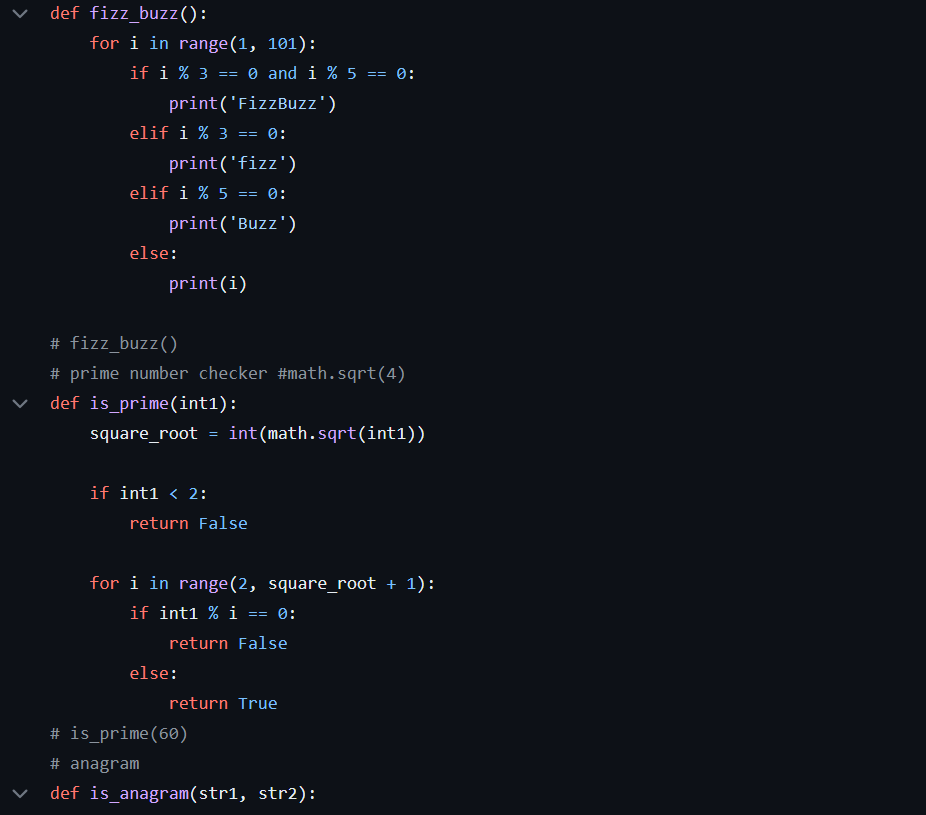 def fizz_buzz():
    for i in range(1, 101):
        if i % 3 == 0 and i % 5 == 0:
            print('FizzBuzz')
        elif i % 3 == 0:
            print('fizz')
        elif i % 5 == 0:
            print('Buzz')
        else:
            print(i)

# fizz_buzz()
# prime number checker #math.sqrt(4)
def is_prime(int1):
    square_root = int(math.sqrt(int1))

    if int1 < 2:
        return False

    for i in range(2, square_root + 1):
        if int1 % i == 0:
            return False
        else:
            return True
# is_prime(60)
# anagram
def is_anagram(str1, str2):